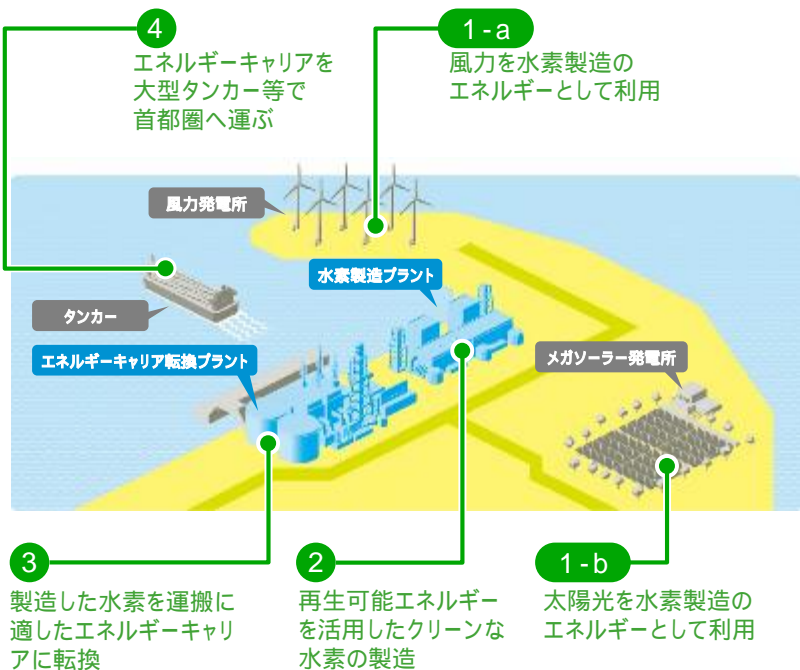 4
エネルギーキャリアを
大型タンカー等で
首都圏へ運ぶ
1-a
風力を水素製造の
エネルギーとして利用
風力発電所
水素製造プラント
タンカー
エネルギーキャリア転換プラント
メガソーラー発電所
3
製造した水素を運搬に
適したエネルギーキャリ
アに転換
2
再生可能エネルギー
を活用したクリーンな
水素の製造
1-b
太陽光を水素製造の
エネルギーとして利用